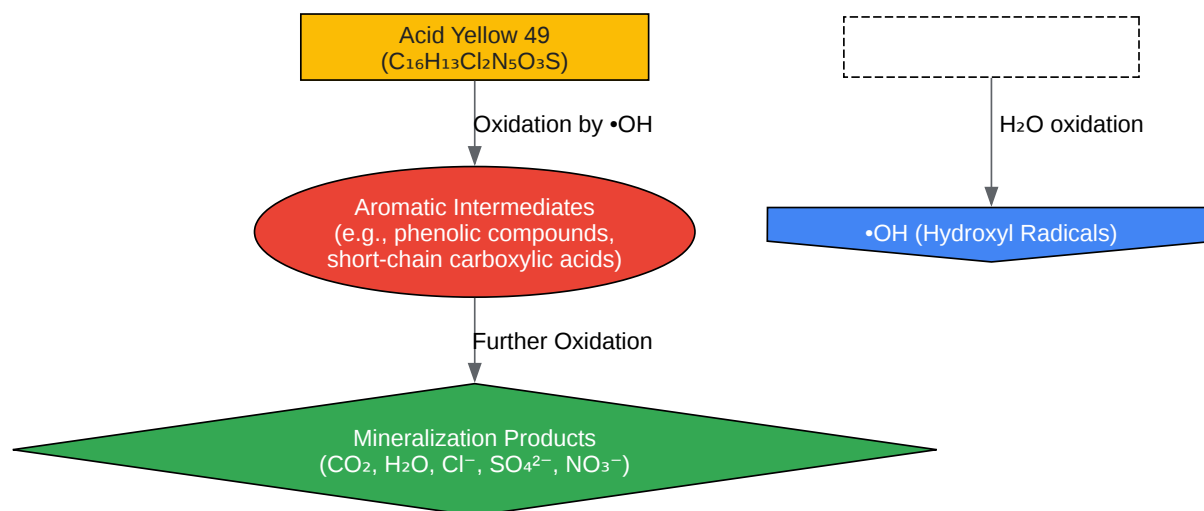 Acid Yellow 49
(C₁₆H₁₃Cl₂N₅O₃S)
Oxidation by •OH
H₂O oxidation
Aromatic Intermediates
(e.g., phenolic compounds,
short-chain carboxylic acids)
•OH (Hydroxyl Radicals)
Further Oxidation
Mineralization Products
(CO₂, H₂O, Cl⁻, SO₄²⁻, NO₃⁻)